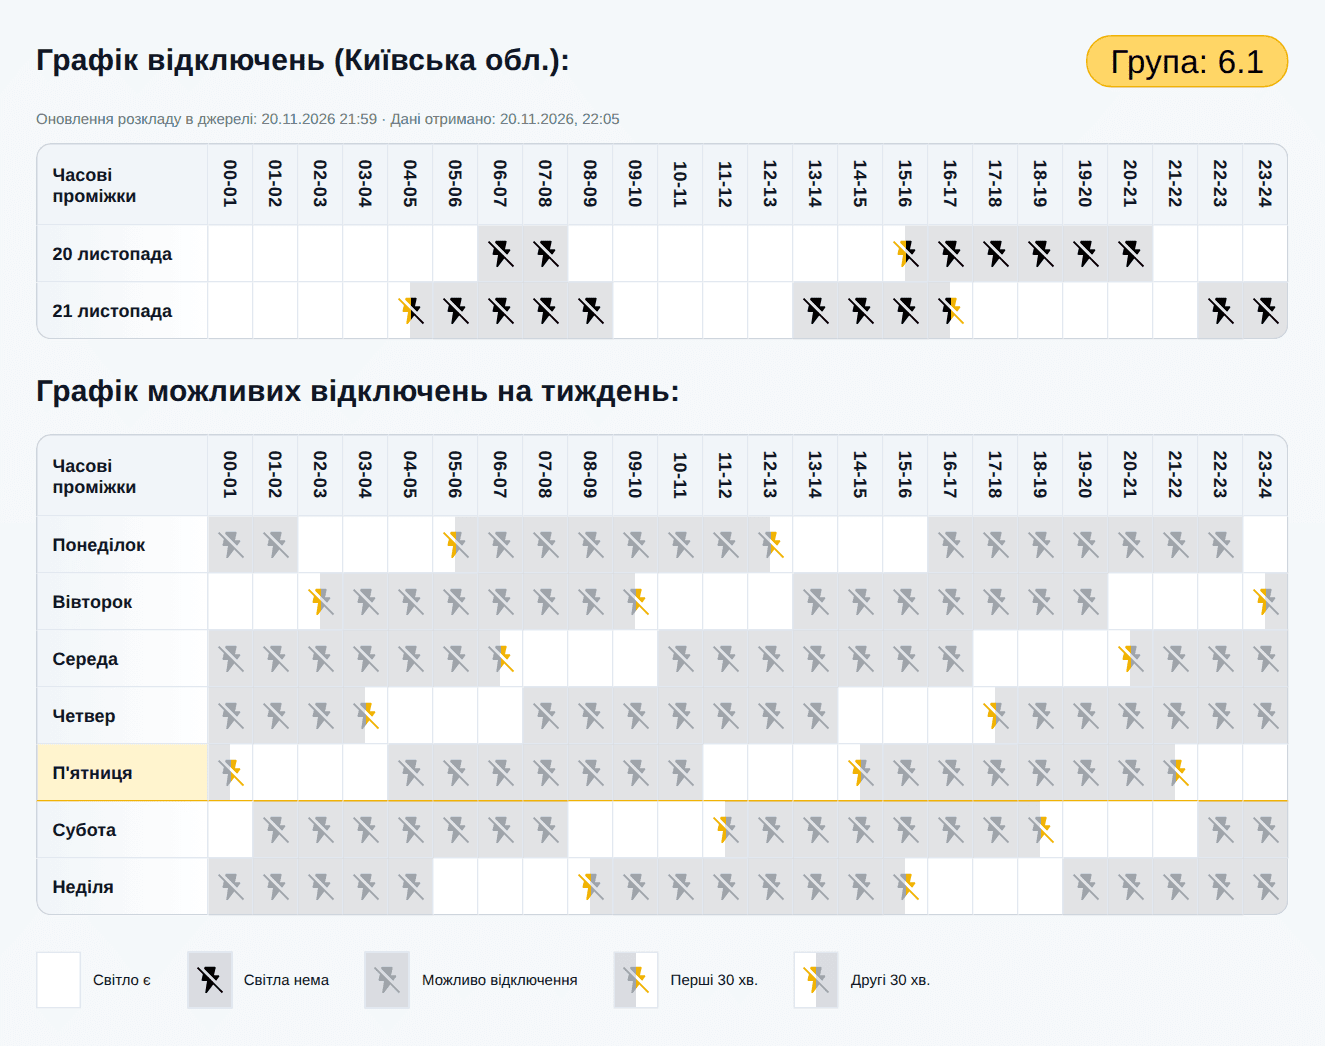 Графік відключень (Київська обл.):
Група: 6.1
Оновлення розкладу в джерелі: 20.11.2026 21:59 · Дані отримано: 20.11.2026, 22:05
Часові
проміжки
00-01 01-02 02-03 03-04 04-05 05-06 06-07 07-08 08-09 09-10 10-11 11-12 12-13 13-14 14-15 15-16 16-17 17-18 18-19 19-20 20-21 21-22 22-23 23-24
20 листопада
21 листопада
Графік можливих відключень на тиждень:
Часові
проміжки
00-01 01-02 02-03 03-04 04-05 05-06 06-07 07-08 08-09 09-10 10-11 11-12 12-13 13-14 14-15 15-16 16-17 17-18 18-19 19-20 20-21 21-22 22-23 23-24
Понеділок
Вівторок
Середа
Четвер
П'ятниця
Субота
Неділя
Світло є Світла нема Можливо відключення Перші 30 хв. Другі 30 хв.